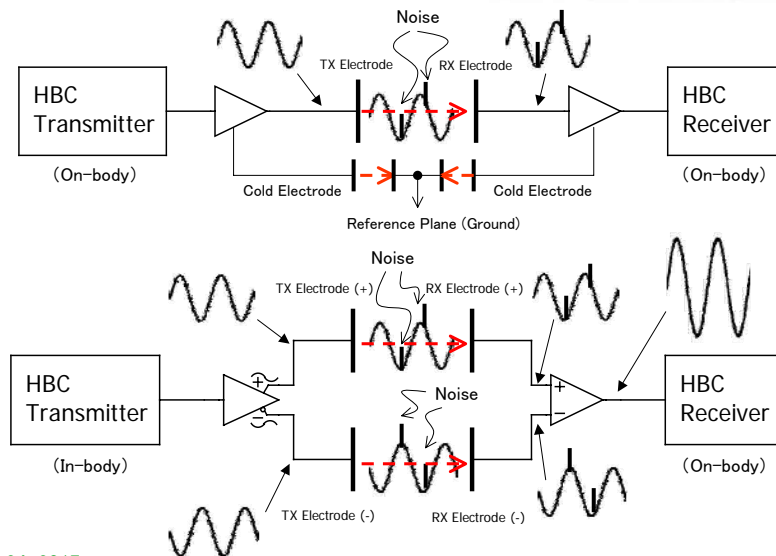 Noise
TX Electrode
RX Electrode
HBC
Transmitter
HBC
Receiver
(On-body)
(On-body)
Cold Electrode
Cold Electrode
Reference Plane (Ground)
Noise
TX Electrode (+)
RX Electrode (+)
HBC
Transmitter
+
−
Noise
+
−
HBC
Receiver
(In-body)
(On-body)
TX Electrode (-)
RX Electrode (-)